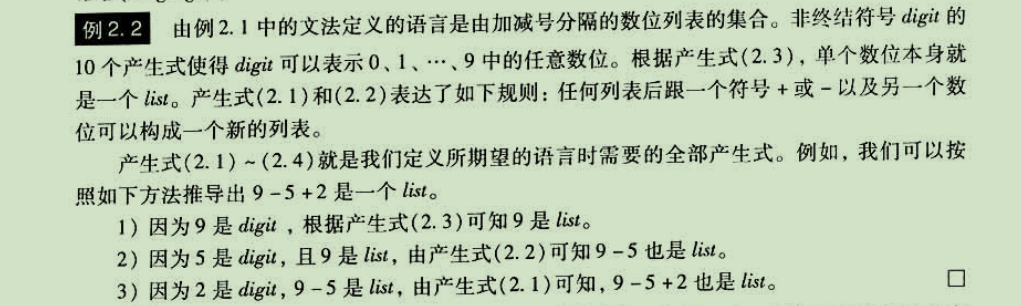 例2.2 由例2.1中的文法定义的语言是由加减号分隔的数位列表的集合。非终结符号 digit 的
10个产生式使得 digit 可以表示0、1、…、9中的任意数位。根据产生式(2.3)，单个数位本身就
是一个 list。产生式(2.1)和(2.2)表达了如下规则：任何列表后跟一个符号 + 或 - 以及另一个数
位可以构成一个新的列表。
产生式(2.1) ~ (2.4)就是我们定义所期望的语言时需要的全部产生式。例如，我们可以按
照如下方法推导出 9 - 5 + 2 是一个 list。
1) 因为9是 digit，根据产生式(2.3)可知9是 list。
2) 因为5是 digit，且9是 list，由产生式(2.2)可知9 - 5也是 list。
3) 因为2是 digit，9 - 5是 list，由产生式(2.1)可知，9 - 5 + 2也是 list。 □